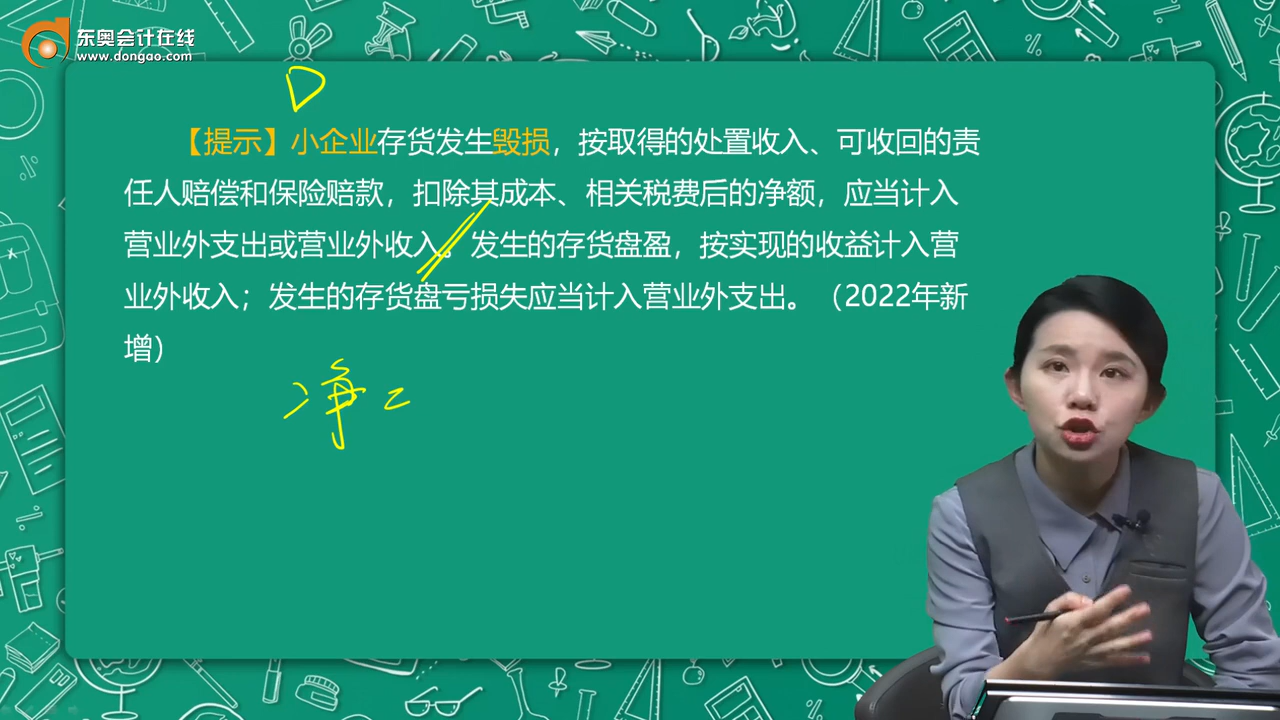 东奥会计在线
www.dongao.com
D
【提示】小企业存货发生毁损，按取得的处置收入、可收回的责
任人赔偿和保险赔款，扣除其成本、相关税费后的净额，应当计入
营业外支出或营业外收入。发生的存货盘盈，按实现的收益计入营
业外收入；发生的存货盘亏损失应当计入营业外支出。（2022年新
增）
净